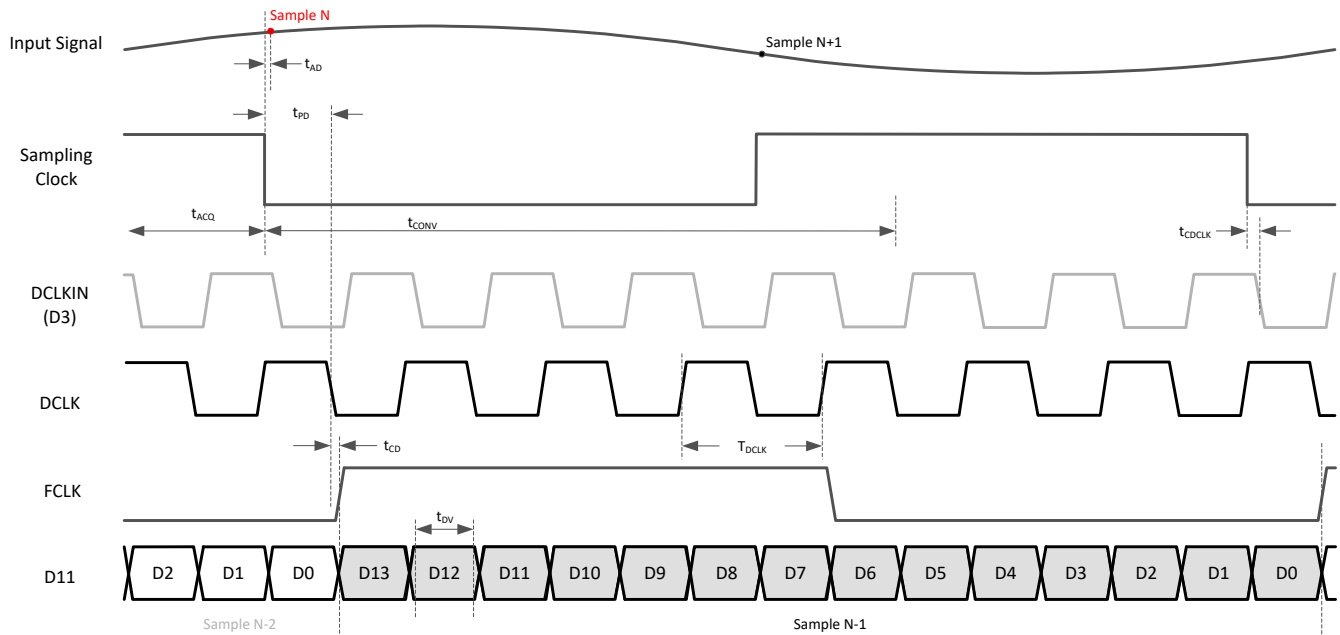 Sample N
Input Signal
Sample N+1
tAD
tPD
Sampling
Clock
tACQ
tCONV
tCDCLK
DCLKIN
(D3)
DCLK
tCD
TDCLK
FCLK
tDV
D11
D2 D1 D0 D13 D12 D11 D10 D9 D8 D7 D6 D5 D4 D3 D2 D1 D0
Sample N-2
Sample N-1